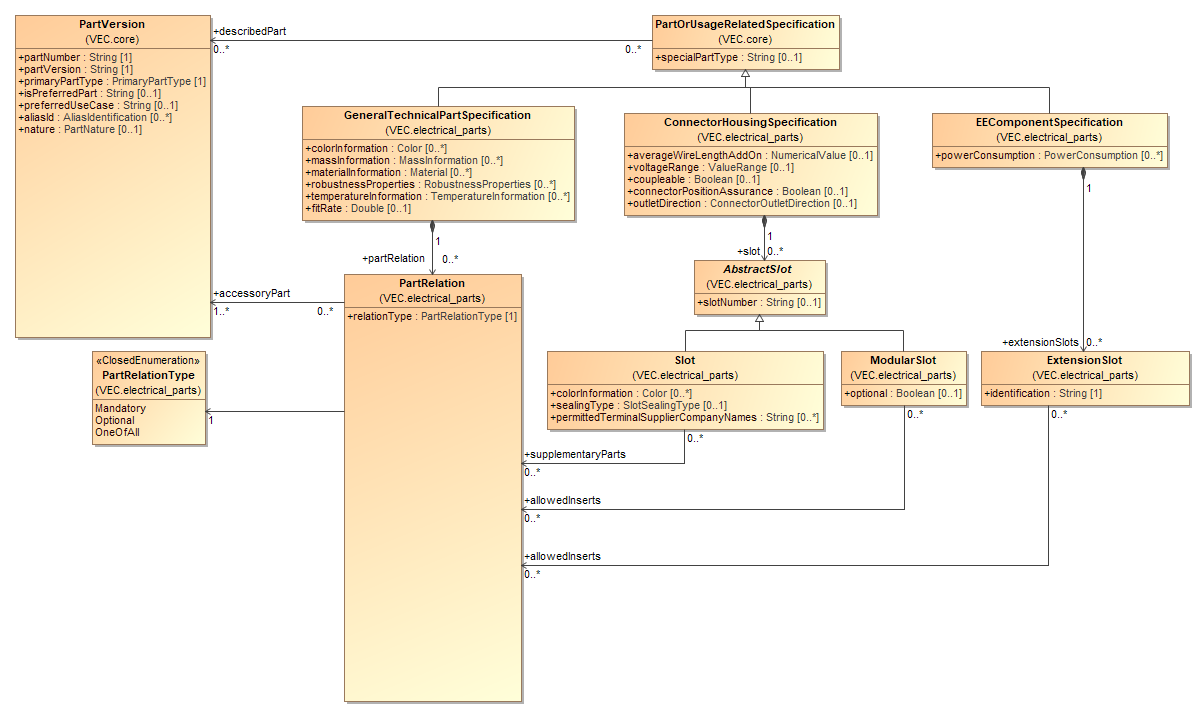 PartVersion
(VEC.core)
+partNumber : String [1]
+partVersion : String [1]
+primaryPartType : PrimaryPartType [1]
+isPreferredPart : String [0..1]
+preferredUseCase : String [0..1]
+aliasId : AliasIdentification [0..*]
+nature : PartNature [0..1]
+describedPart
0..*
0..*
PartOrUsageRelatedSpecification
(VEC.core)
+specialPartType : String [0..1]
GeneralTechnicalPartSpecification
(VEC.electrical_parts)
+colorInformation : Color [0..*]
+massInformation : MassInformation [0..*]
+materialInformation : Material [0..*]
+robustnessProperties : RobustnessProperties [0..*]
+temperatureInformation : TemperatureInformation [0..*]
+fitRate : Double [0..1]
ConnectorHousingSpecification
(VEC.electrical_parts)
+averageWireLengthAddOn : NumericalValue [0..1]
+voltageRange : ValueRange [0..1]
+coupleable : Boolean [0..1]
+connectorPositionAssurance : Boolean [0..1]
+outletDirection : ConnectorOutletDirection [0..1]
EEComponentSpecification
(VEC.electrical_parts)
+powerConsumption : PowerConsumption [0..*]
1
+partRelation 0..*
1
+slot 0..*
1
+extensionSlots 0..*
AbstractSlot
(VEC.electrical_parts)
+slotNumber : String [0..1]
PartRelation
(VEC.electrical_parts)
+relationType : PartRelationType [1]
+accessoryPart
1..*
0..*
«ClosedEnumeration»
PartRelationType
(VEC.electrical_parts)
Mandatory
Optional
OneOfAll
1
Slot
(VEC.electrical_parts)
+colorInformation : Color [0..*]
+sealingType : SlotSealingType [0..1]
+permittedTerminalSupplierCompanyNames : String [0..*]
ModularSlot
(VEC.electrical_parts)
+optional : Boolean [0..1]
ExtensionSlot
(VEC.electrical_parts)
+identification : String [1]
0..*
0..*
0..*
+supplementaryParts
0..*
+allowedInserts
0..*
+allowedInserts
0..*